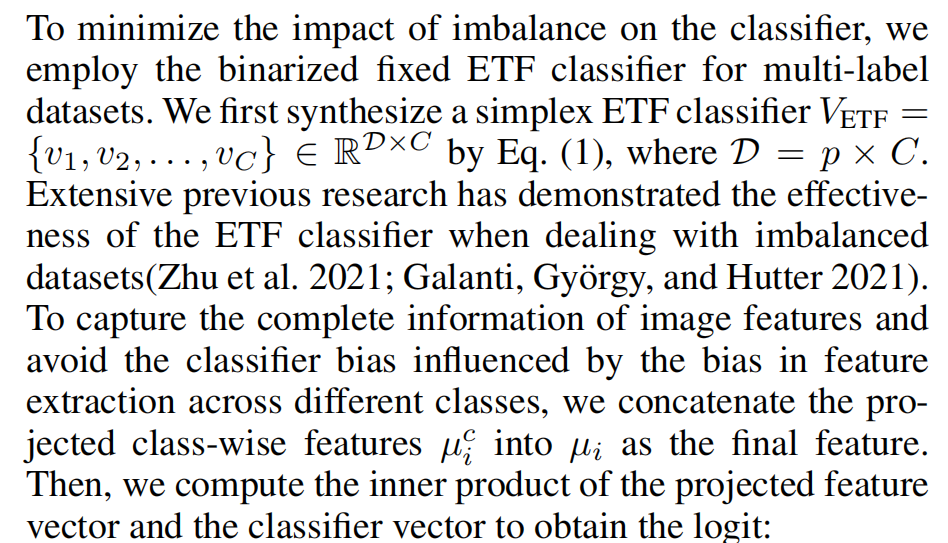 To minimize the impact of imbalance on the classifier, we
employ the binarized fixed ETF classifier for multi-label
datasets. We first synthesize a simplex ETF classifier V_ETF =
{v_1, v_2, . . . , v_C} ∈ ℝ^{𝒟×C} by Eq. (1), where 𝒟 = p × C.
Extensive previous research has demonstrated the effective-
ness of the ETF classifier when dealing with imbalanced
datasets(Zhu et al. 2021; Galanti, György, and Hutter 2021).
To capture the complete information of image features and
avoid the classifier bias influenced by the bias in feature
extraction across different classes, we concatenate the pro-
jected class-wise features μ_i^c into μ_i as the final feature.
Then, we compute the inner product of the projected feature
vector and the classifier vector to obtain the logit: